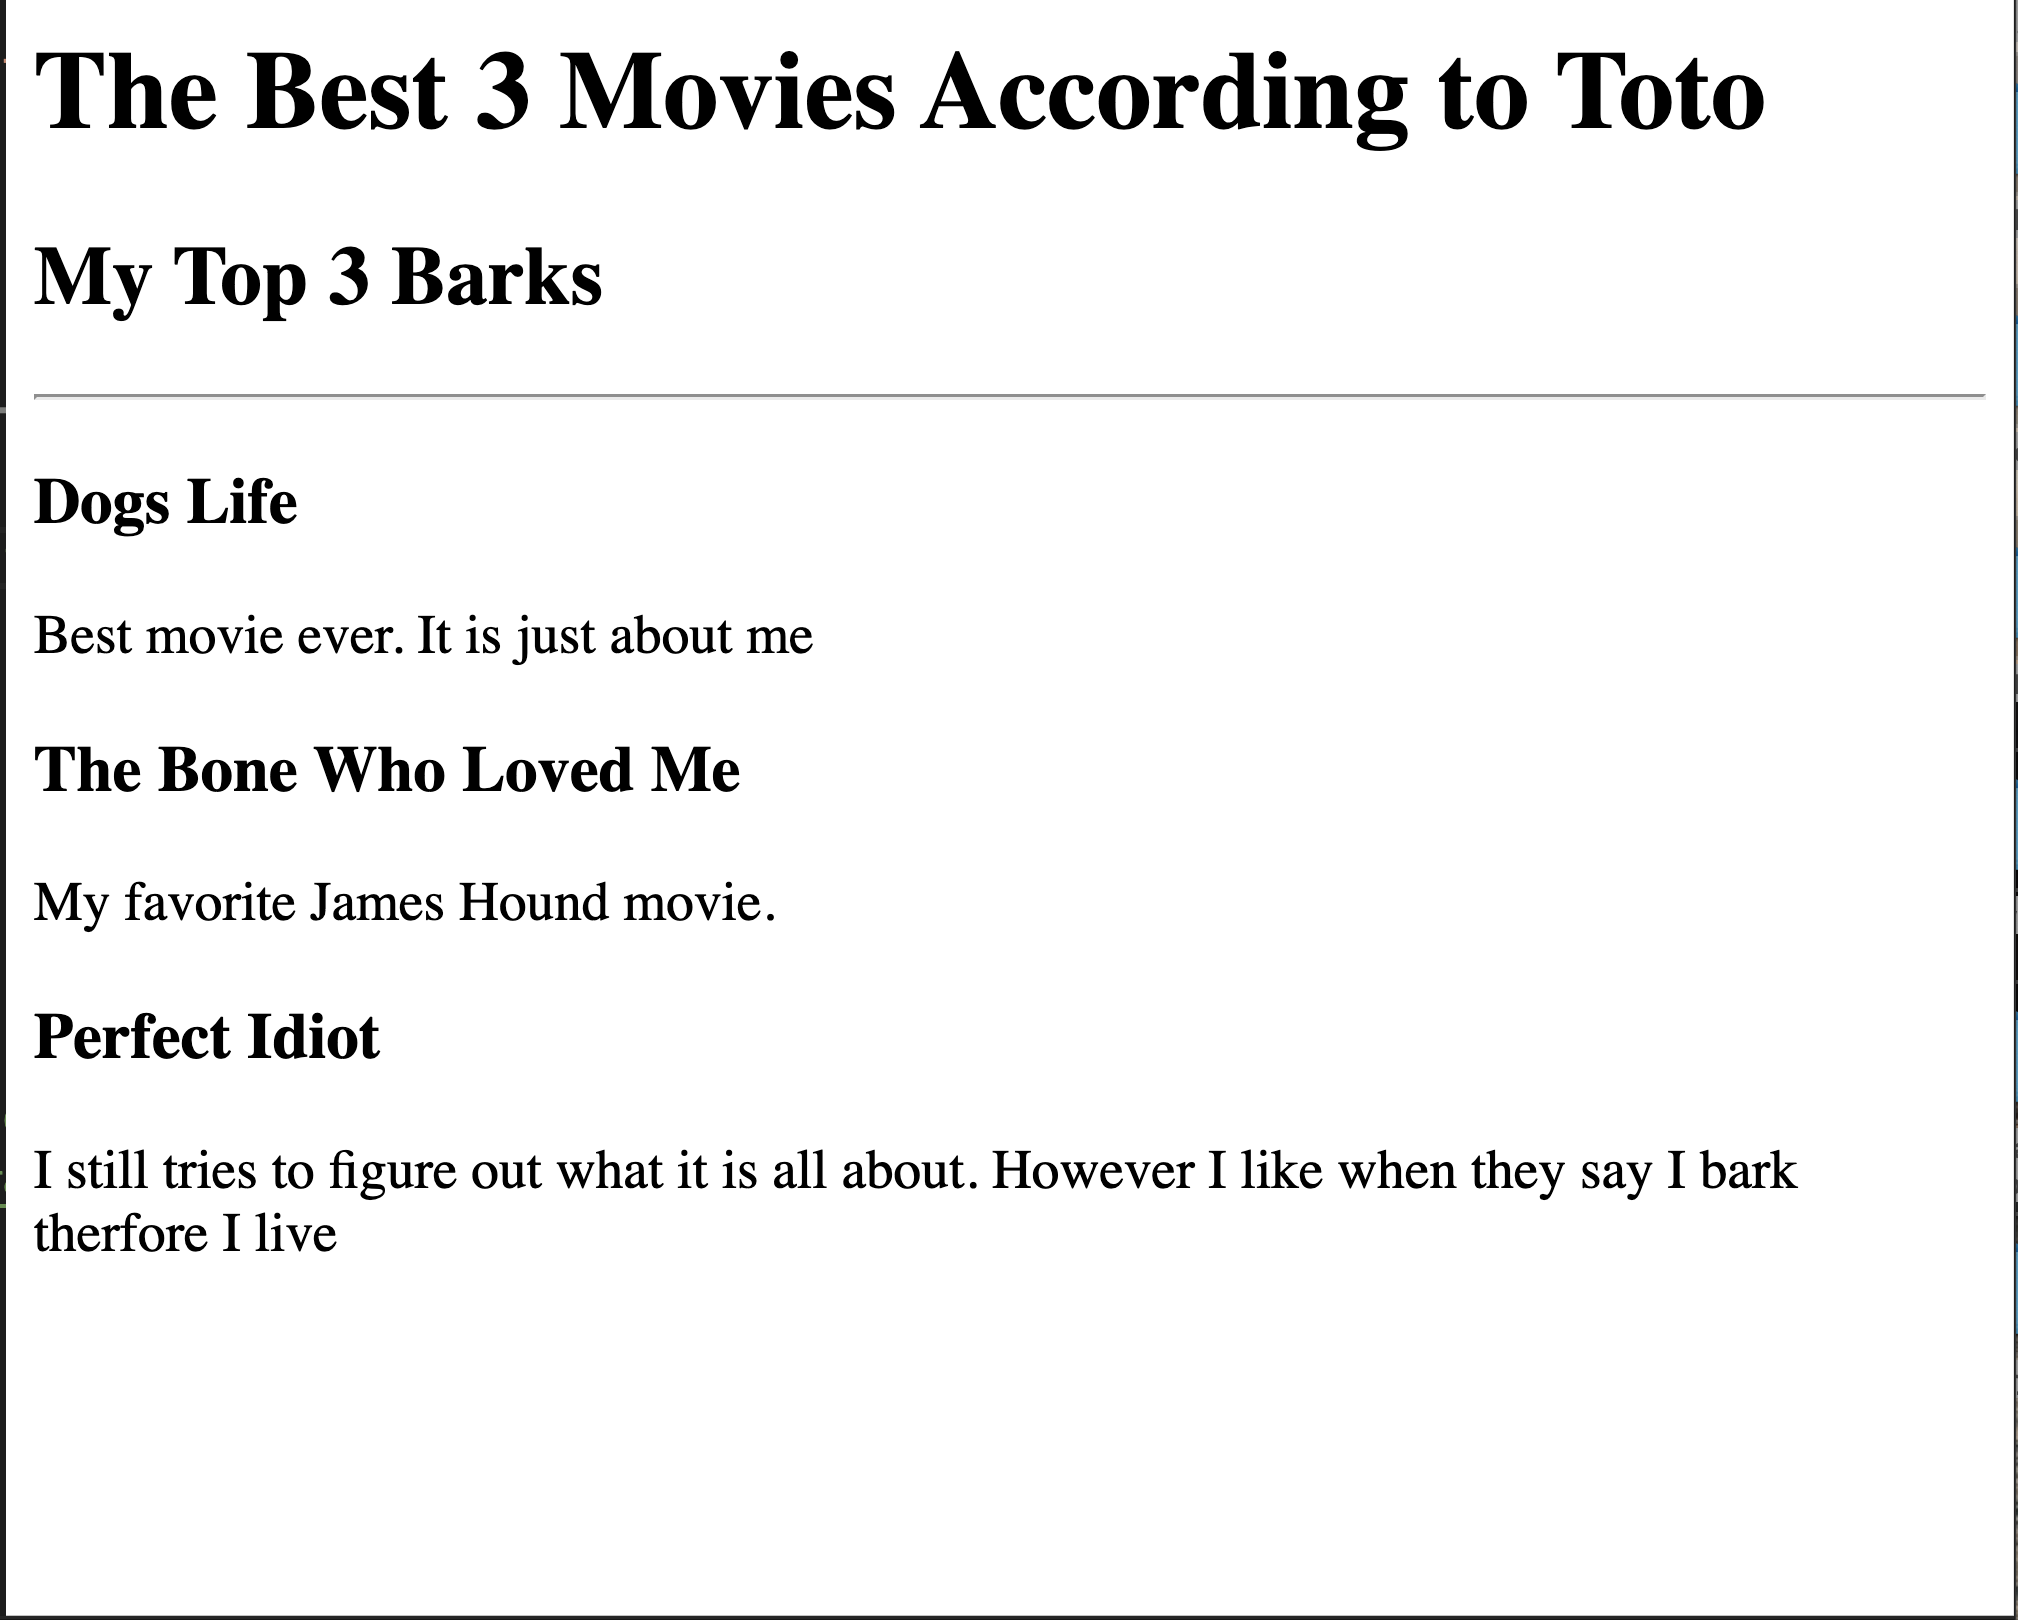 The Best 3 Movies According to Toto
My Top 3 Barks
Dogs Life
Best movie ever. It is just about me
The Bone Who Loved Me
My favorite James Hound movie.
Perfect Idiot
I still tries to figure out what it is all about. However I like when they say I bark
therfore I live